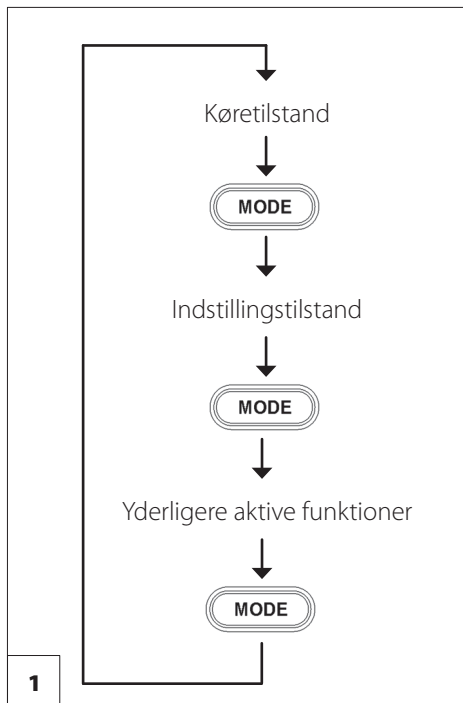 Køretilstand
MODE
Indstillingstilstand
MODE
Yderligere aktive funktioner
MODE
1